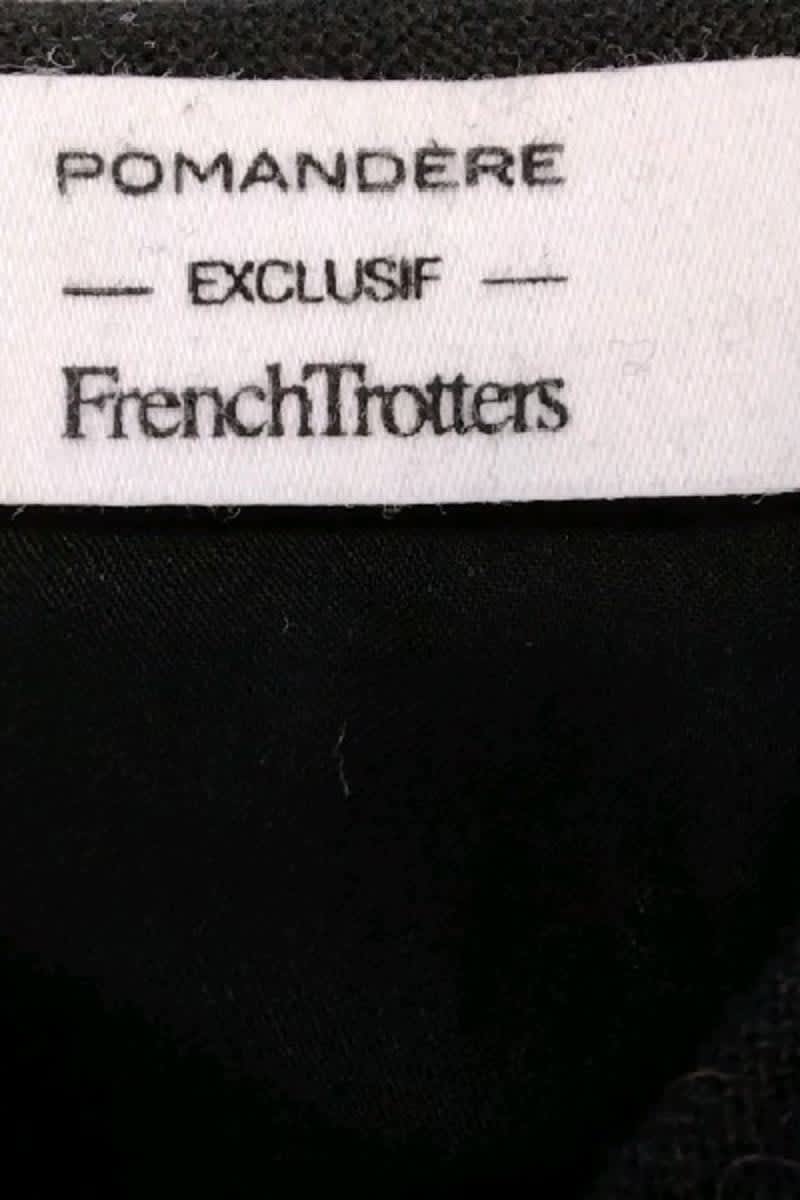 POMANDÈRE
— EXCLUSIF —
FrenchTrotters